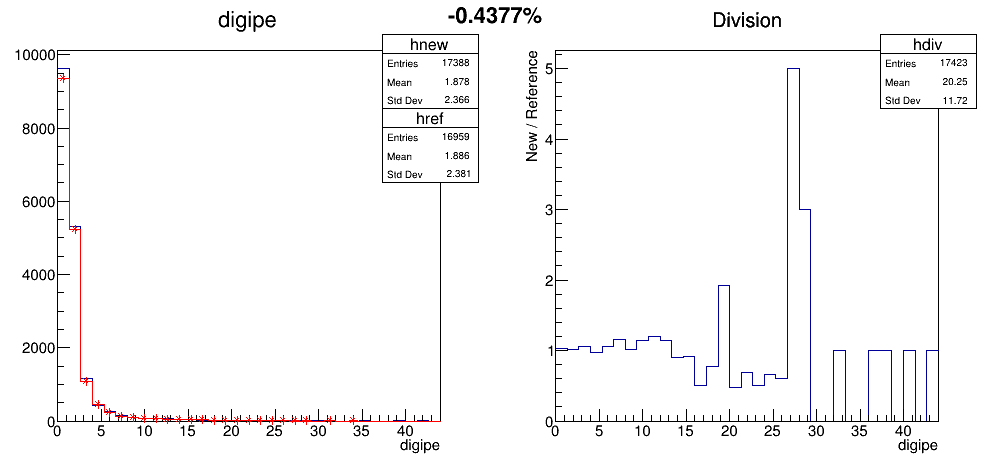 -0.4377%
digipe
hnew
Entries 17388
Mean 1.878
Std Dev 2.366
href
Entries 16959
Mean 1.886
Std Dev 2.381
10000
8000
6000
4000
2000
0
0 5 10 15 20 25 30 35 40
digipe
Division
hdiv
Entries 17423
Mean 20.25
Std Dev 11.72
New / Reference
5
4
3
2
1
0
0 5 10 15 20 25 30 35 40
digipe